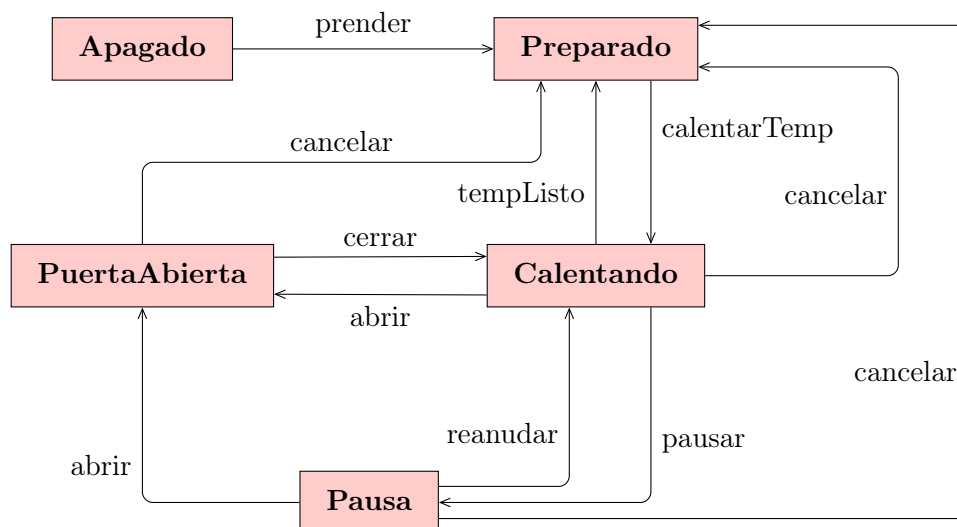 prender
Apagado
Preparado
calentarTemp
cancelar
tempListo
cancelar
cerrar
PuertaAbierta
Calentando
abrir
cancelar
reanudar
pausar
abrir
Pausa